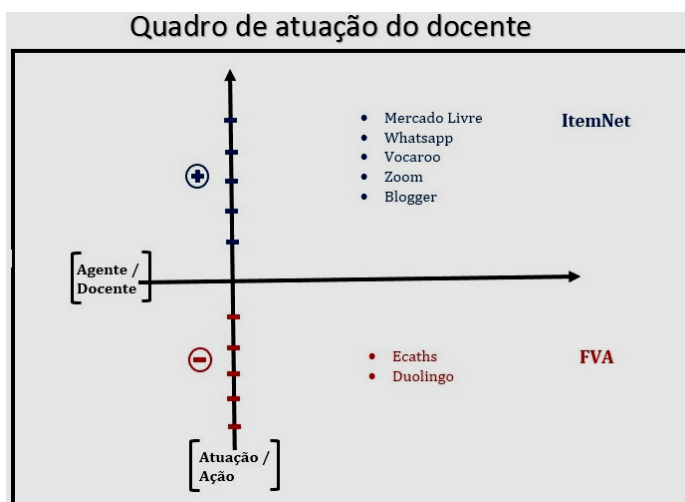 Quadro de atuação do docente
• Mercado Livre
ItemNet
• Whatsapp
• Vocaroo
• Zoom
• Blogger
Agente /
Docente
• Ecaths
FVA
• Duolingo
Atuação /
Ação